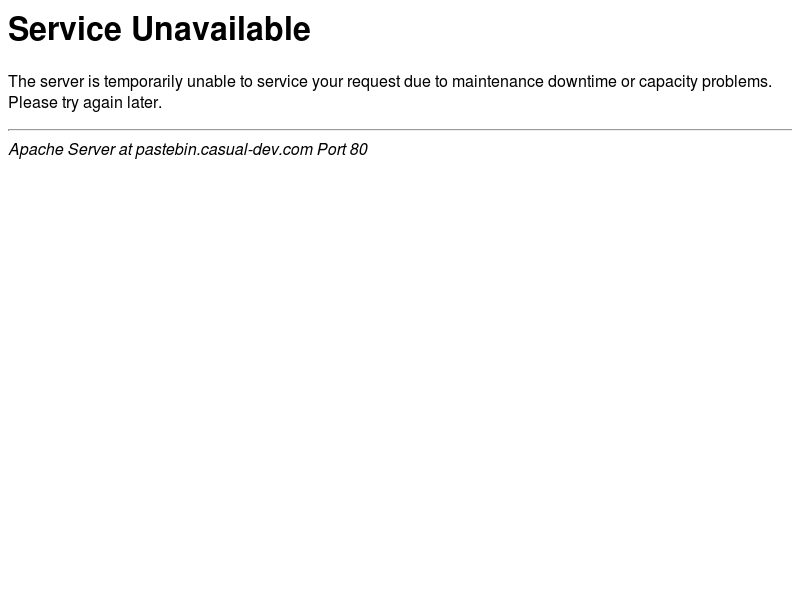 Service Unavailable
The server is temporarily unable to service your request due to maintenance downtime or capacity problems.
Please try again later.
Apache Server at pastebin.casual-dev.com Port 80